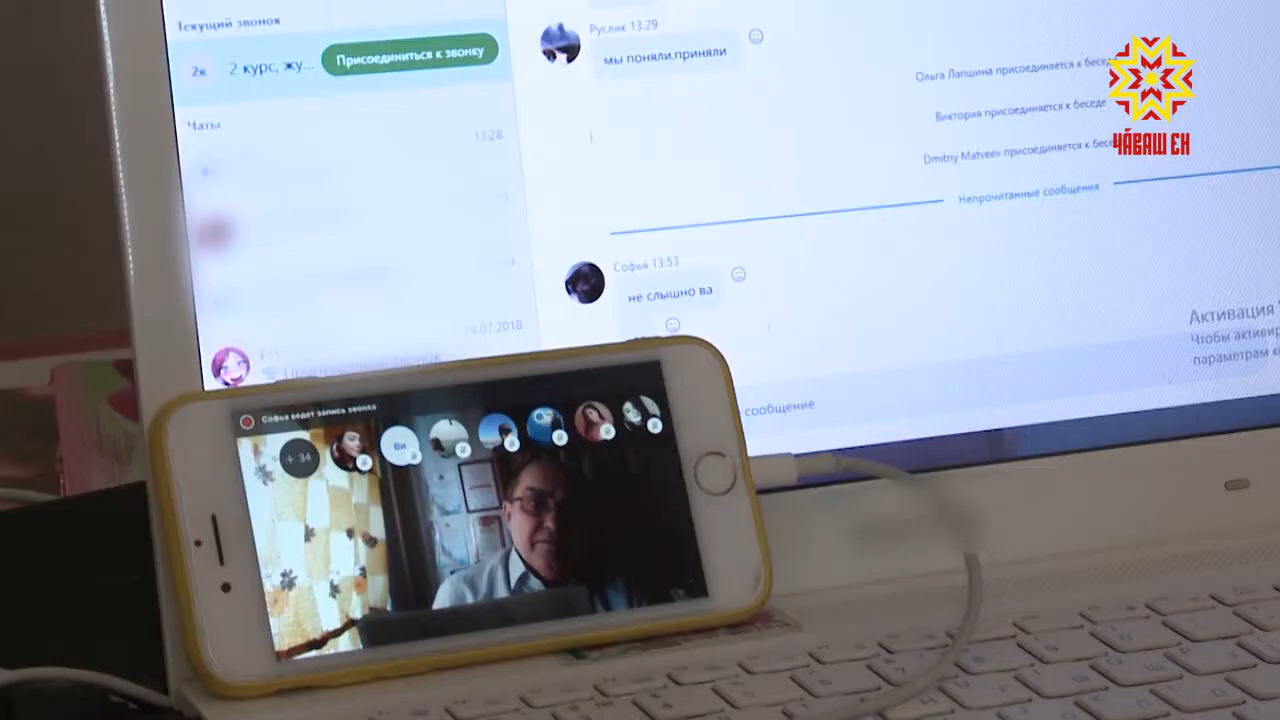 Текущий звонок
2к
2 курс, жу...
Присоединиться к звонку
Чаты
13:28
24.07.2018
Руслик 13:29
мы поняли,приняли
Ольга Лапшина присоединяется к бесе
Виктория присоединяется к беседе
Dmitriy Matveev присоединяется к бесе
Непрочитанные сообщения
Софья 13:53
не слышно ва
сообщение
Активация
Чтобы активир
параметрам
ЧĂВАШ ЕН
Софья ведет запись звонка
+ 34
Ви